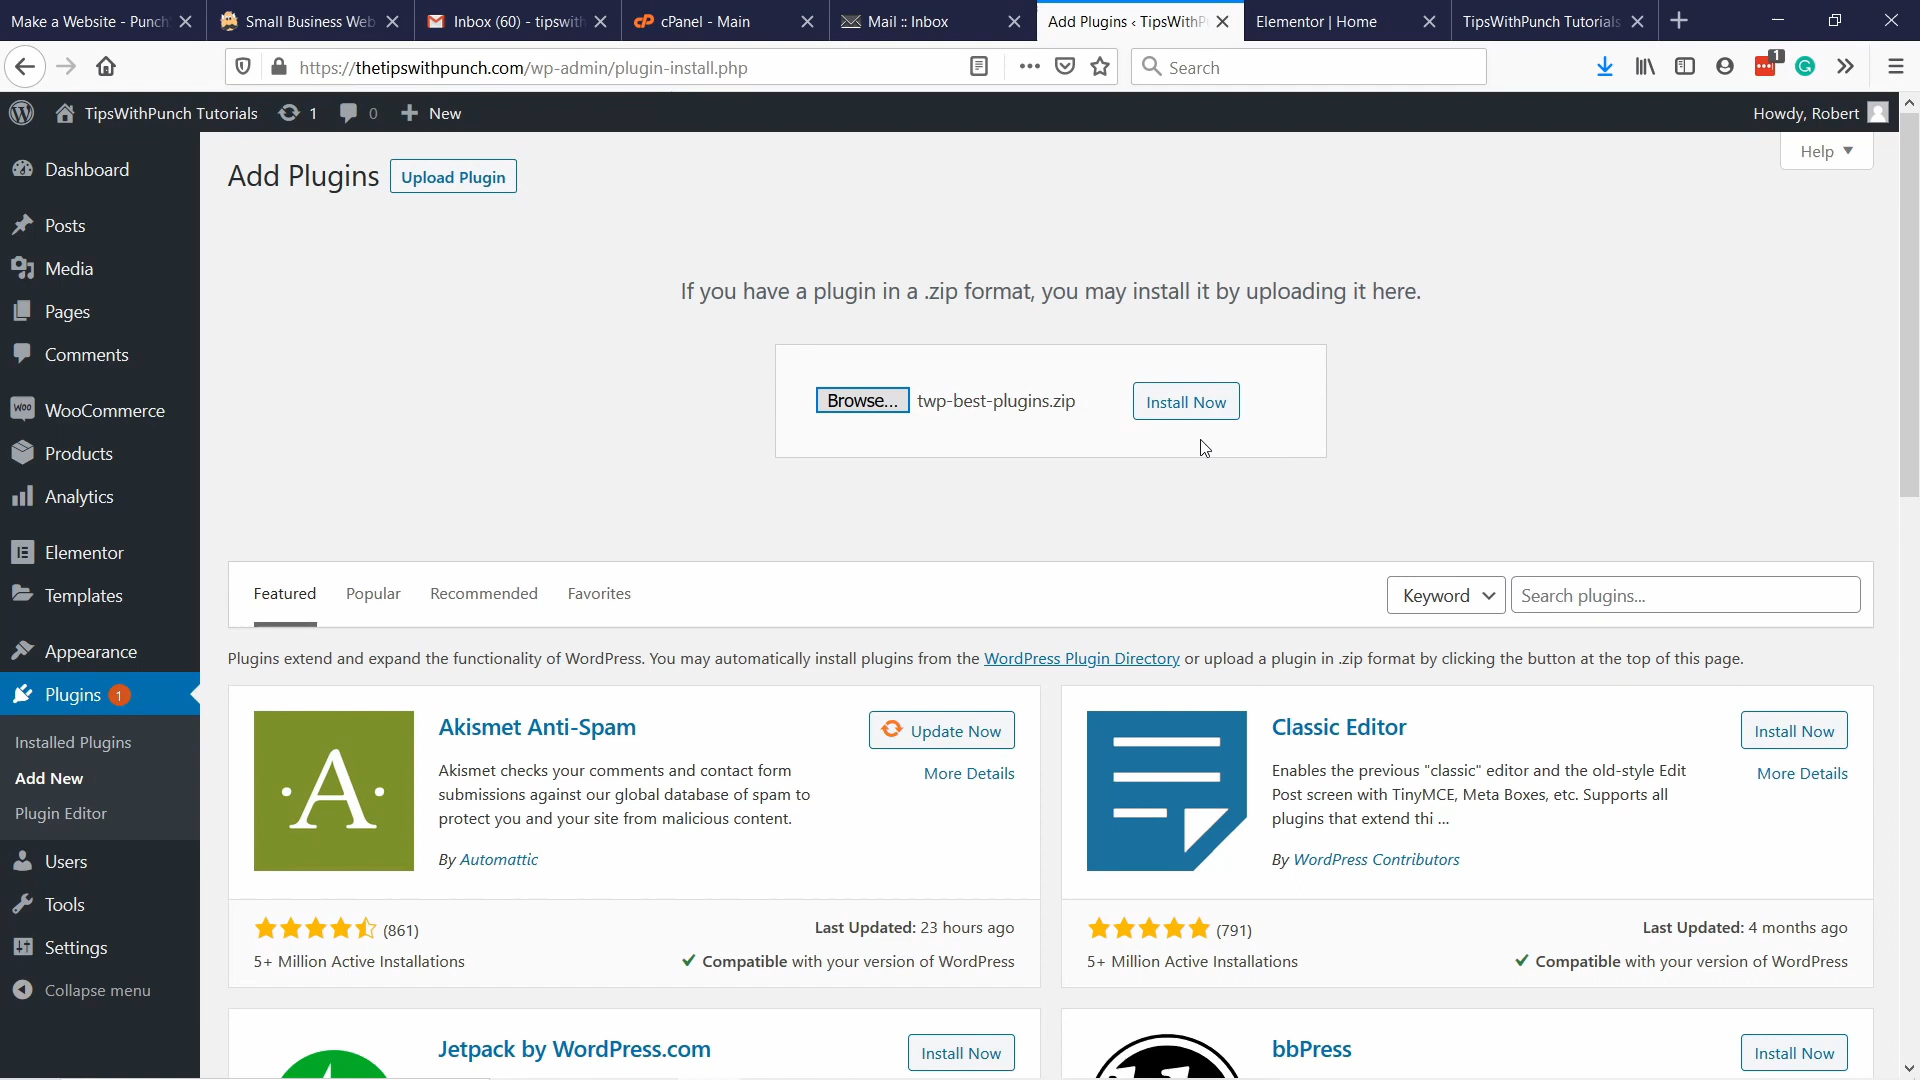 Make a Website - Punch
Small Business Web
Inbox (60) - tipswith
cPanel - Main
Mail :: Inbox
Add Plugins ‹ TipsWithP
Elementor | Home
TipsWithPunch Tutorials
https://thetipswithpunch.com/wp-admin/plugin-install.php
Search
1
TipsWithPunch Tutorials
1
0
New
Howdy, Robert
Dashboard
Posts
Media
Pages
Comments
WooCommerce
Products
Analytics
Elementor
Templates
Appearance
Plugins 1
Installed Plugins
Add New
Plugin Editor
Users
Tools
Settings
Collapse menu
Help
Add Plugins Upload Plugin
If you have a plugin in a .zip format, you may install it by uploading it here.
Browse... twp-best-plugins.zip Install Now
Featured Popular Recommended Favorites Keyword Search plugins...
Plugins extend and expand the functionality of WordPress. You may automatically install plugins from the WordPress Plugin Directory or upload a plugin in .zip format by clicking the button at the top of this page.
A
Akismet Anti-Spam
Update Now
More Details
Akismet checks your comments and contact form
submissions against our global database of spam to
protect you and your site from malicious content.
By Automattic
(861)
Last Updated: 23 hours ago
5+ Million Active Installations
Compatible with your version of WordPress
Classic Editor
Install Now
More Details
Enables the previous "classic" editor and the old-style Edit
Post screen with TinyMCE, Meta Boxes, etc. Supports all
plugins that extend thi ...
By WordPress Contributors
(791)
Last Updated: 4 months ago
5+ Million Active Installations
Compatible with your version of WordPress
Jetpack by WordPress.com
Install Now
bbPress
Install Now